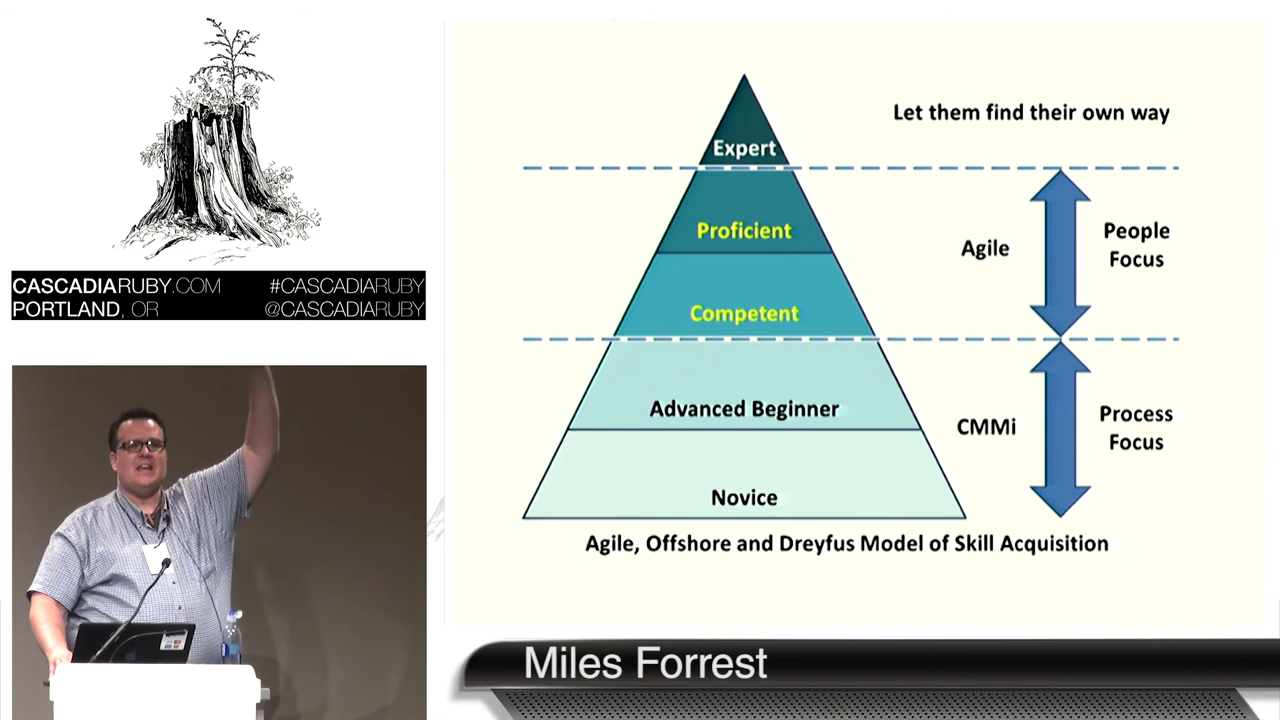 CASCADIARUBY.COM #CASCADIARUBY
PORTLAND, OR @CASCADIARUBY
Let them find their own way
Expert
Proficient
Agile
People
Focus
Competent
Advanced Beginner
CMMi
Process
Focus
Novice
Agile, Offshore and Dreyfus Model of Skill Acquisition
Miles Forrest